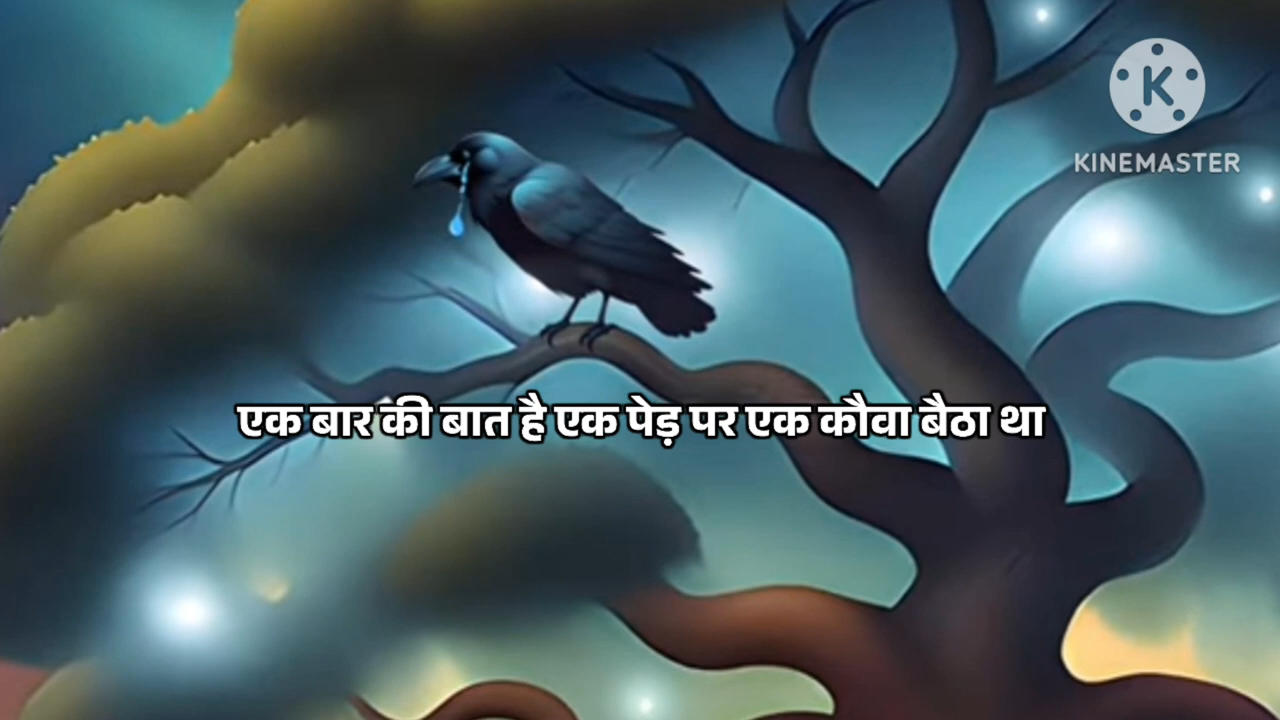 KINEMASTER
एक बार की बात है एक पेड़ पर एक कौवा बैठा था